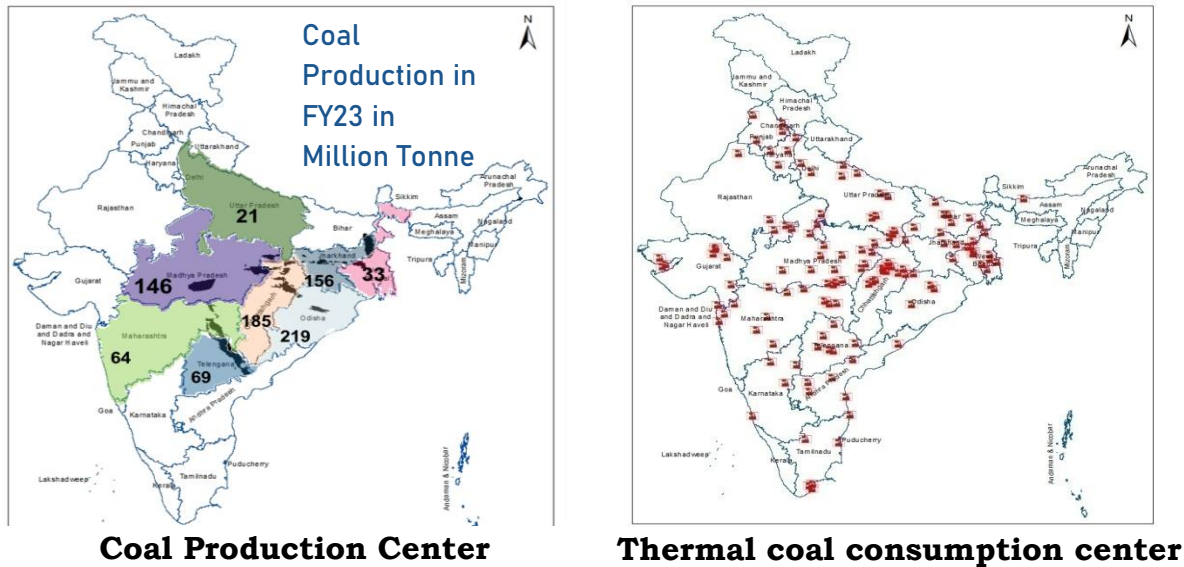 Coal
Production in
FY23 in
Million Tonne
N
Ladakh
Jammu and
Kashmir
Himachal
Pradesh
Chandigarh
Punjab
Uttarakhand
Haryana
Delhi
Arunachal
Pradesh
Sikkim
Rajasthan
Uttar Pradesh
21
Assam
Nagaland
Meghalaya
Bihar
Manipur
Tripura
Mizoram
Jharkhand
Gujarat
Madhya Pradesh
146
156
33
185
Odisha
219
Daman and Diu
and Dadra and
Nagar Haveli
Maharashtra
64
Telengana
69
Andhra Pradesh
Goa
Karnataka
Puducherry
Tamilnadu
Kerala
Lakshadweep
Andaman & Nicobar
Coal Production Center
N
Ladakh
Jammu and
Kashmir
Himachal
Pradesh
Chandigarh
Punjab
Uttarakhand
Haryana
Delhi
Arunachal
Pradesh
Sikkim
Rajasthan
Uttar Pradesh
Assam
Nagaland
Meghalaya
Bihar
Manipur
Tripura
Mizoram
Jharkhand
Gujarat
Madhya Pradesh
Chhattisgarh
Odisha
Daman and Diu
and Dadra and
Nagar Haveli
Maharashtra
Telengana
Andhra Pradesh
Goa
Karnataka
Puducherry
Tamilnadu
Kerala
Lakshadweep
Andaman & Nicobar
Thermal coal consumption center